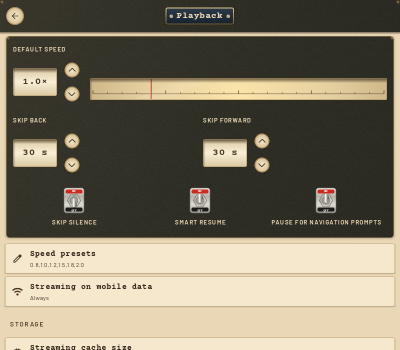 Playback
DEFAULT SPEED
1.0×
SKIP BACK
SKIP FORWARD
30 s
30 s
SKIP SILENCE
SMART RESUME
PAUSE FOR NAVIGATION PROMPTS
Speed presets
0.8,1.0,1.2,1.5,1.8,2.0
Streaming on mobile data
Always
STORAGE
Streaming cache size